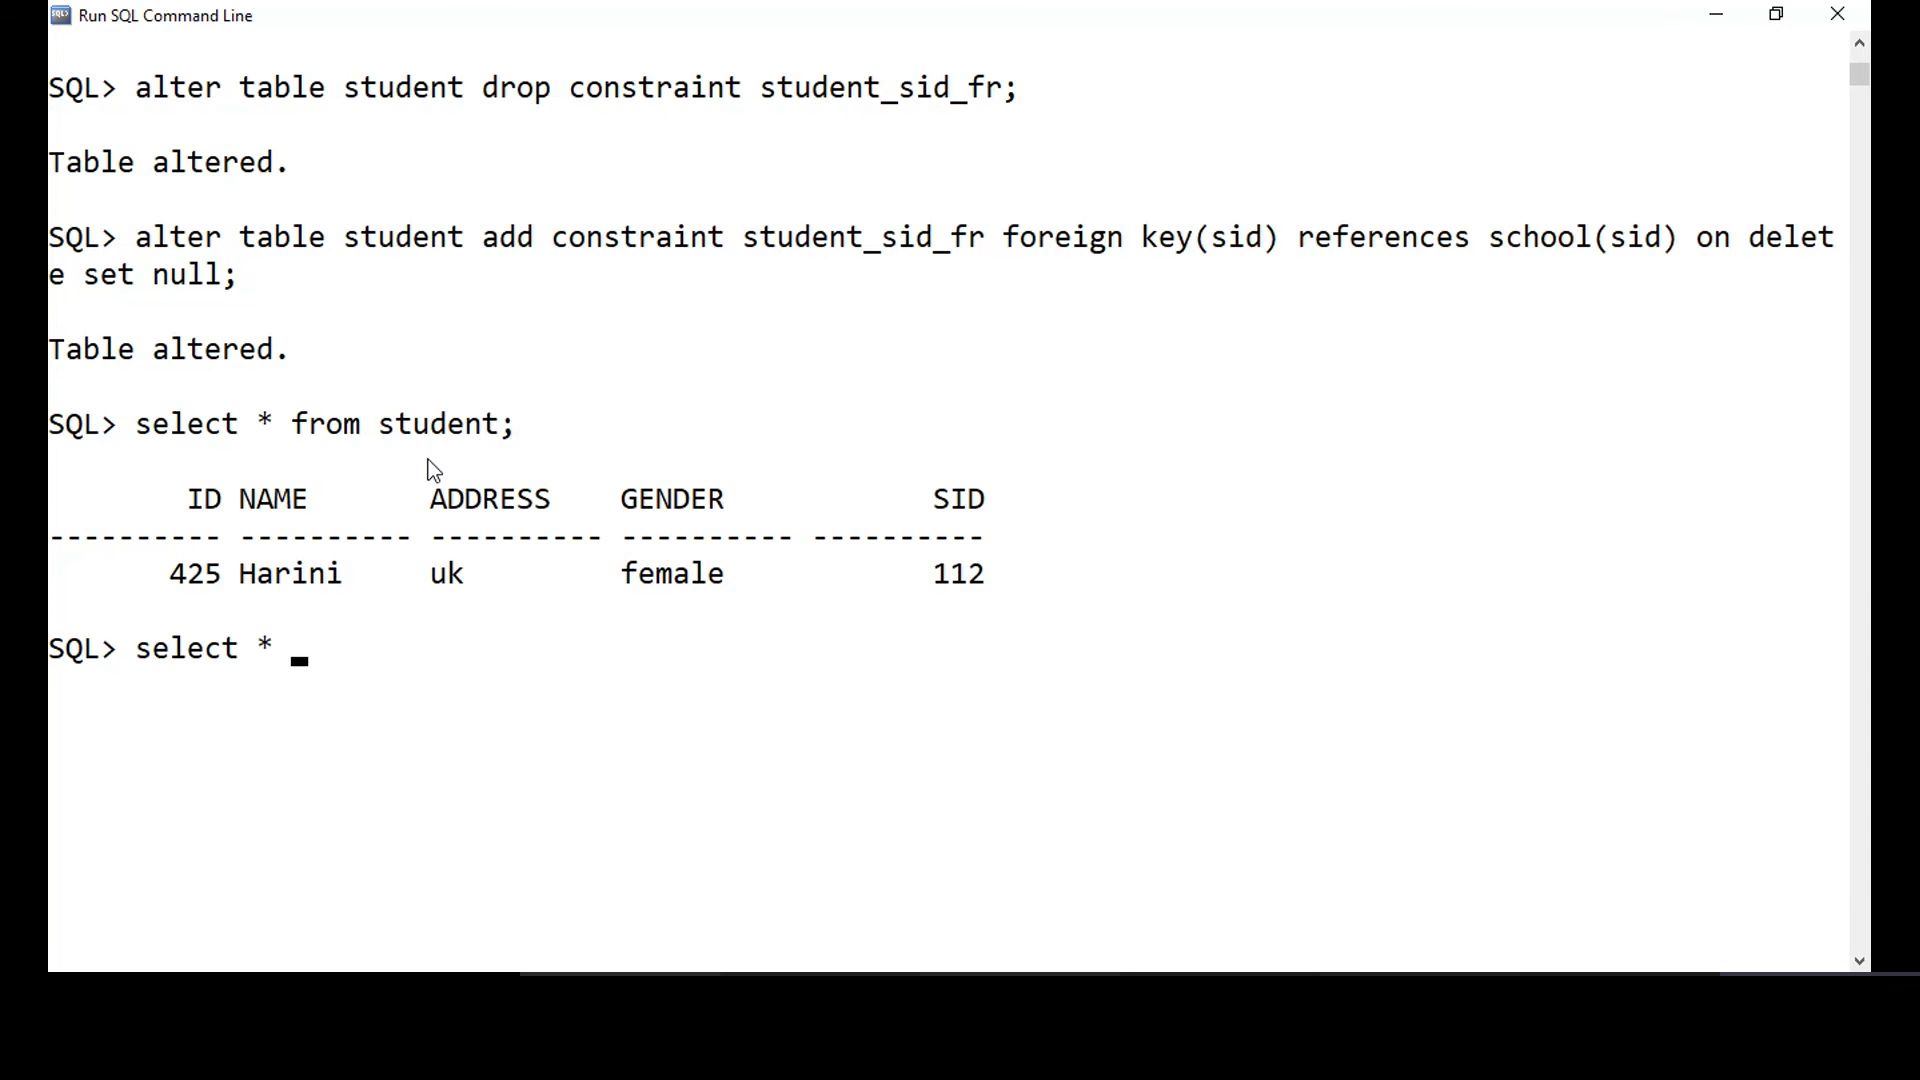 Run SQL Command Line
SQL> alter table student drop constraint student_sid_fr;
Table altered.
SQL> alter table student add constraint student_sid_fr foreign key(sid) references school(sid) on delet
e set null;
Table altered.
SQL> select * from student;
ID NAME ADDRESS GENDER SID
---------- ---------- ---------- ---------- ----------
425 Harini uk female 112
SQL> select *